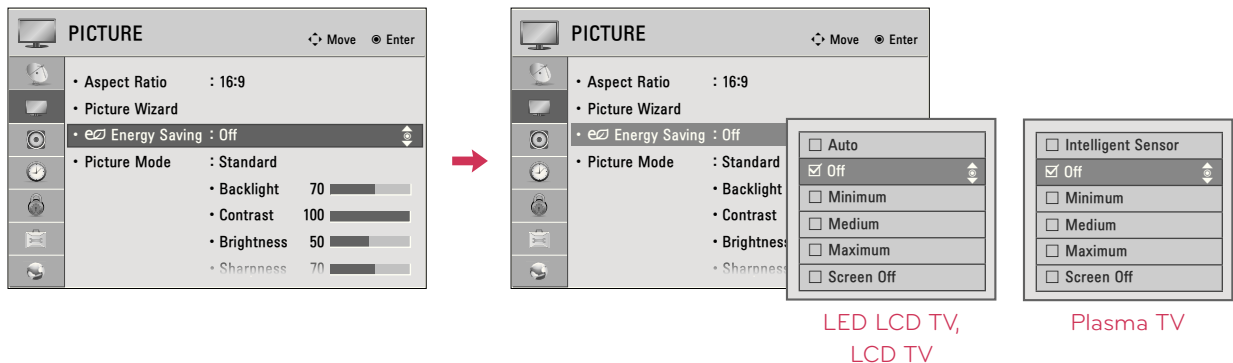 PICTURE
Move Enter
• Aspect Ratio : 16:9
• Picture Wizard
• e Energy Saving : Off
• Picture Mode : Standard
• Backlight 70
• Contrast 100
• Brightness 50
• Sharpness 70
PICTURE
Move Enter
• Aspect Ratio : 16:9
• Picture Wizard
• e Energy Saving : Off
• Picture Mode : Standard
• Backlight
• Contrast
• Brightness
• Sharpness
Auto
Off
Minimum
Medium
Maximum
Screen Off
LED LCD TV,
LCD TV
Intelligent Sensor
Off
Minimum
Medium
Maximum
Screen Off
Plasma TV